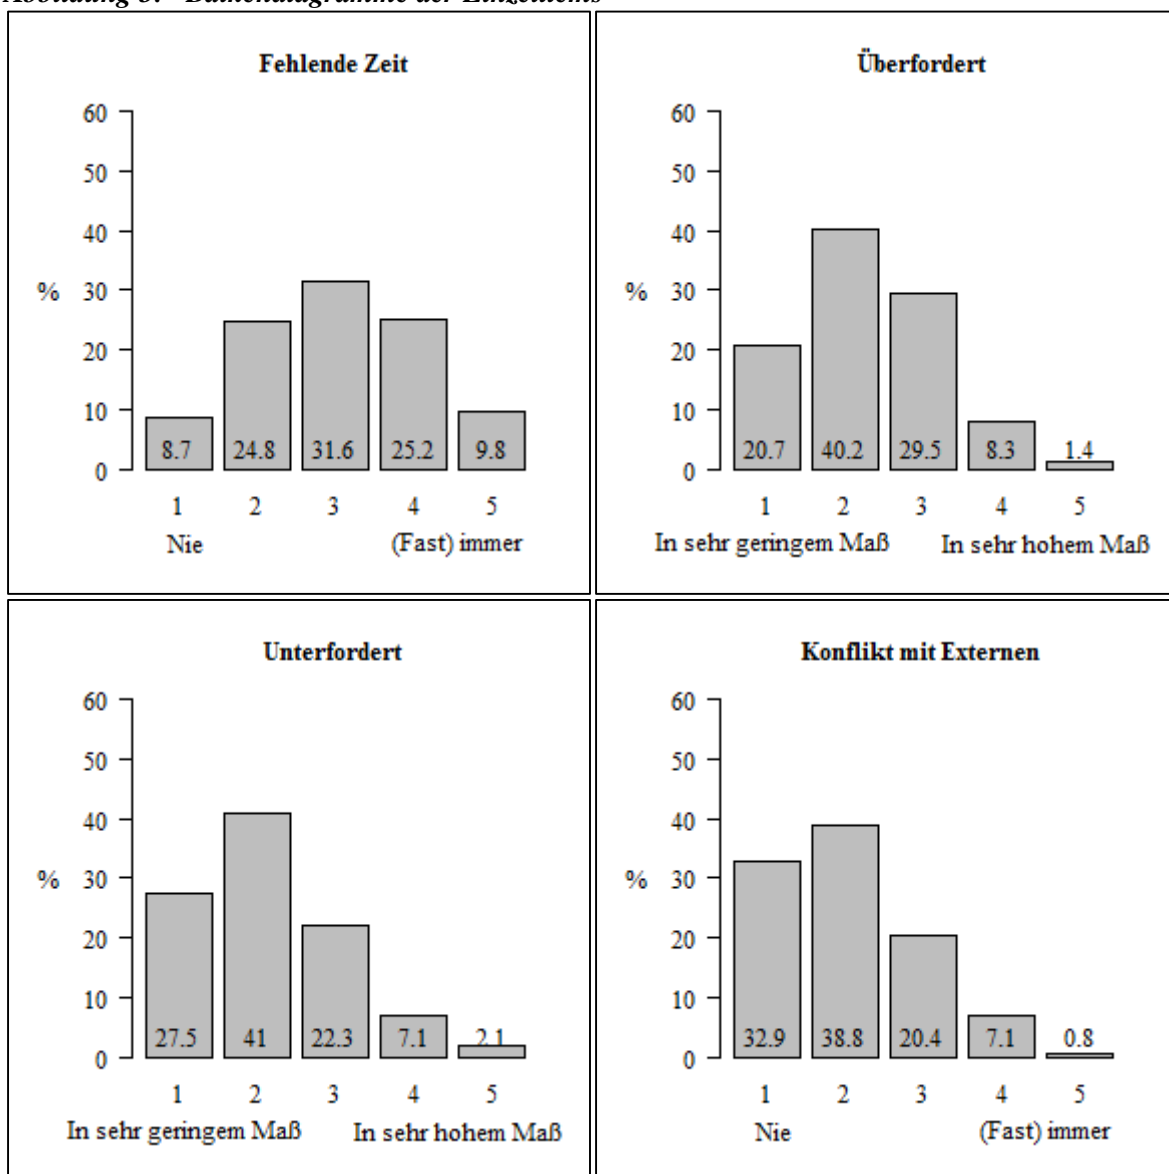 Abbildung 3: Balkendiagramme der Einzelitems
Fehlende Zeit
60
50
40
% 30
20
10
0
8.7 24.8 31.6 25.2 9.8
1 2 3 4 5
Nie (Fast) immer
Überfordert
60
50
40
% 30
20
10
0
20.7 40.2 29.5 8.3 1.4
1 2 3 4 5
In sehr geringem Maß In sehr hohem Maß
Unterfordert
60
50
40
% 30
20
10
0
27.5 41 22.3 7.1 2.1
1 2 3 4 5
In sehr geringem Maß In sehr hohem Maß
Konflikt mit Externen
60
50
40
% 30
20
10
0
32.9 38.8 20.4 7.1 0.8
1 2 3 4 5
Nie (Fast) immer